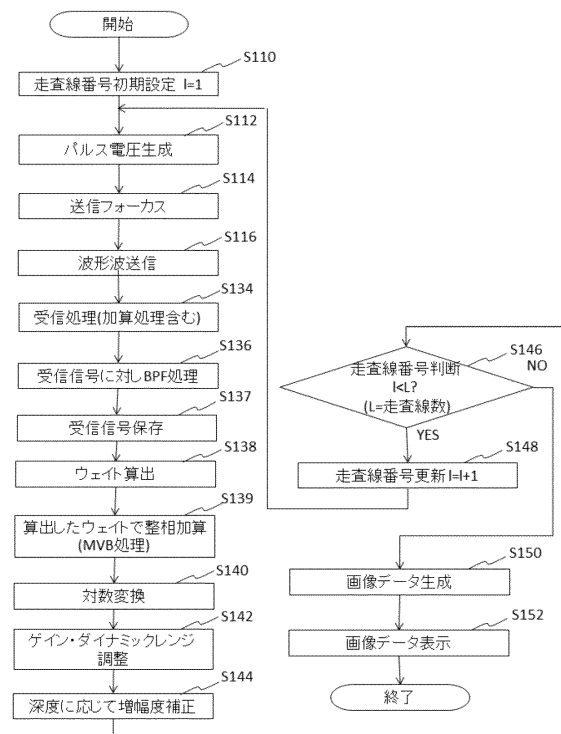 開始
S110
走査線番号初期設定 l=1
S112
パルス電圧生成
S114
送信フォーカス
S116
波形波送信
S134
受信処理(加算処理含む)
S136
受信信号に対しBPF処理
S137
受信信号保存
S138
ウェイト算出
S139
算出したウェイトで整相加算
(MVB処理)
S140
対数変換
S142
ゲイン・ダイナミックレンジ
調整
S144
深度に応じて増幅度補正
S146
走査線番号判断
l<L?
(L=走査線数)
NO
YES
S148
走査線番号更新 l=l+1
S150
画像データ生成
S152
画像データ表示
終了